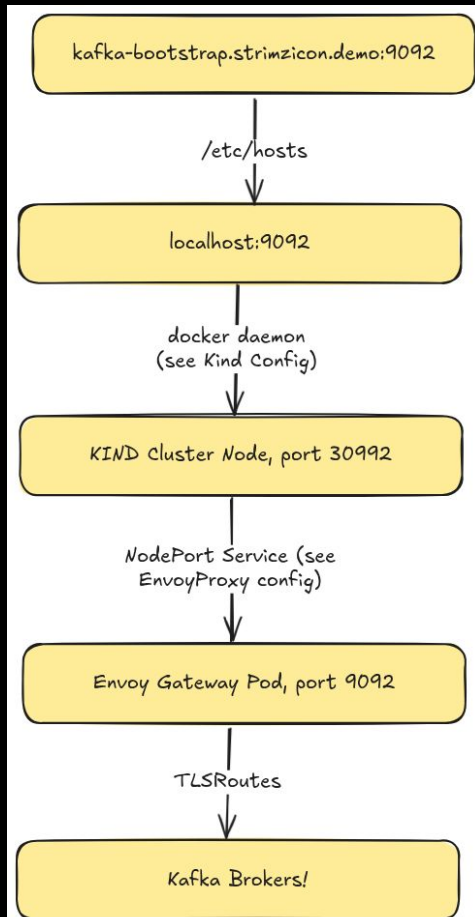 kafka-bootstrap.strimzicon.demo:9092
/etc/hosts
localhost:9092
docker daemon
(see Kind Config)
KIND Cluster Node, port 30992
NodePort Service (see
EnvoyProxy config)
Envoy Gateway Pod, port 9092
TLSRoutes
Kafka Brokers!